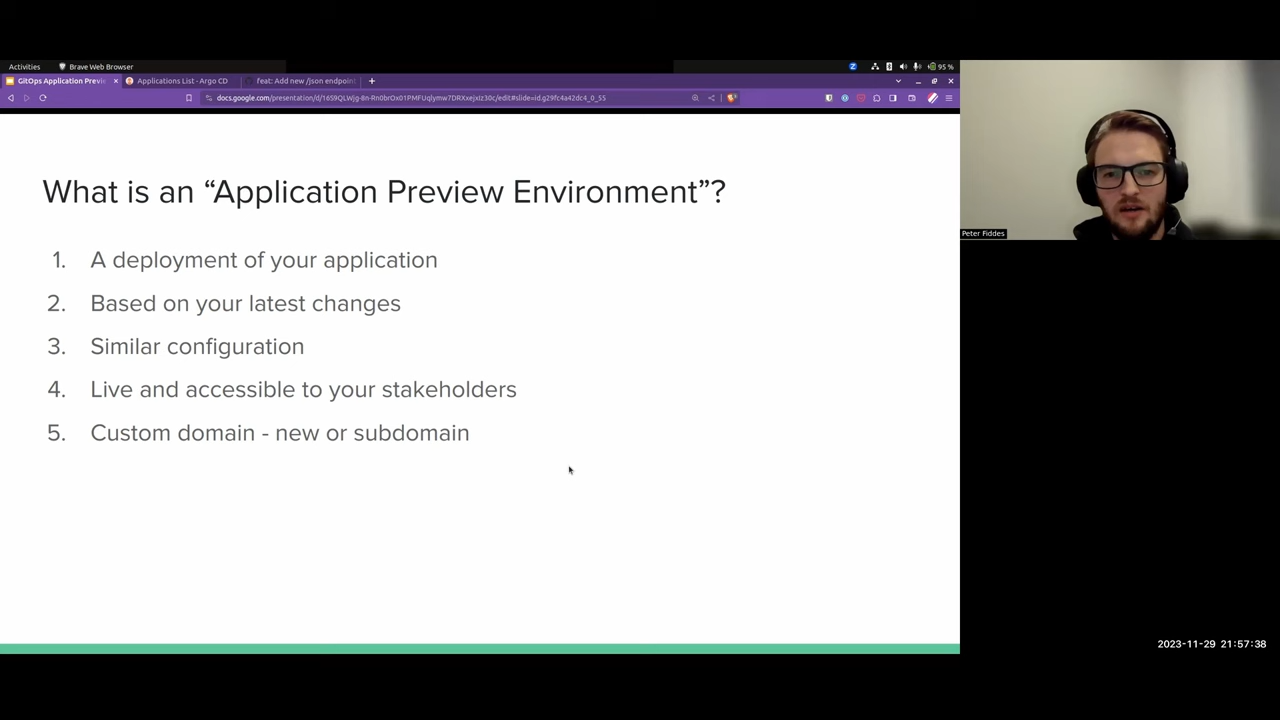 Activities
Brave Web Browser
95 %
GitOps Application Previe
Applications List - Argo CD
feat: Add new /json endpoint
What is an “Application Preview Environment”?
1. A deployment of your application
2. Based on your latest changes
3. Similar configuration
4. Live and accessible to your stakeholders
5. Custom domain - new or subdomain
Peter Fiddes
2023-11-29 21:57:38